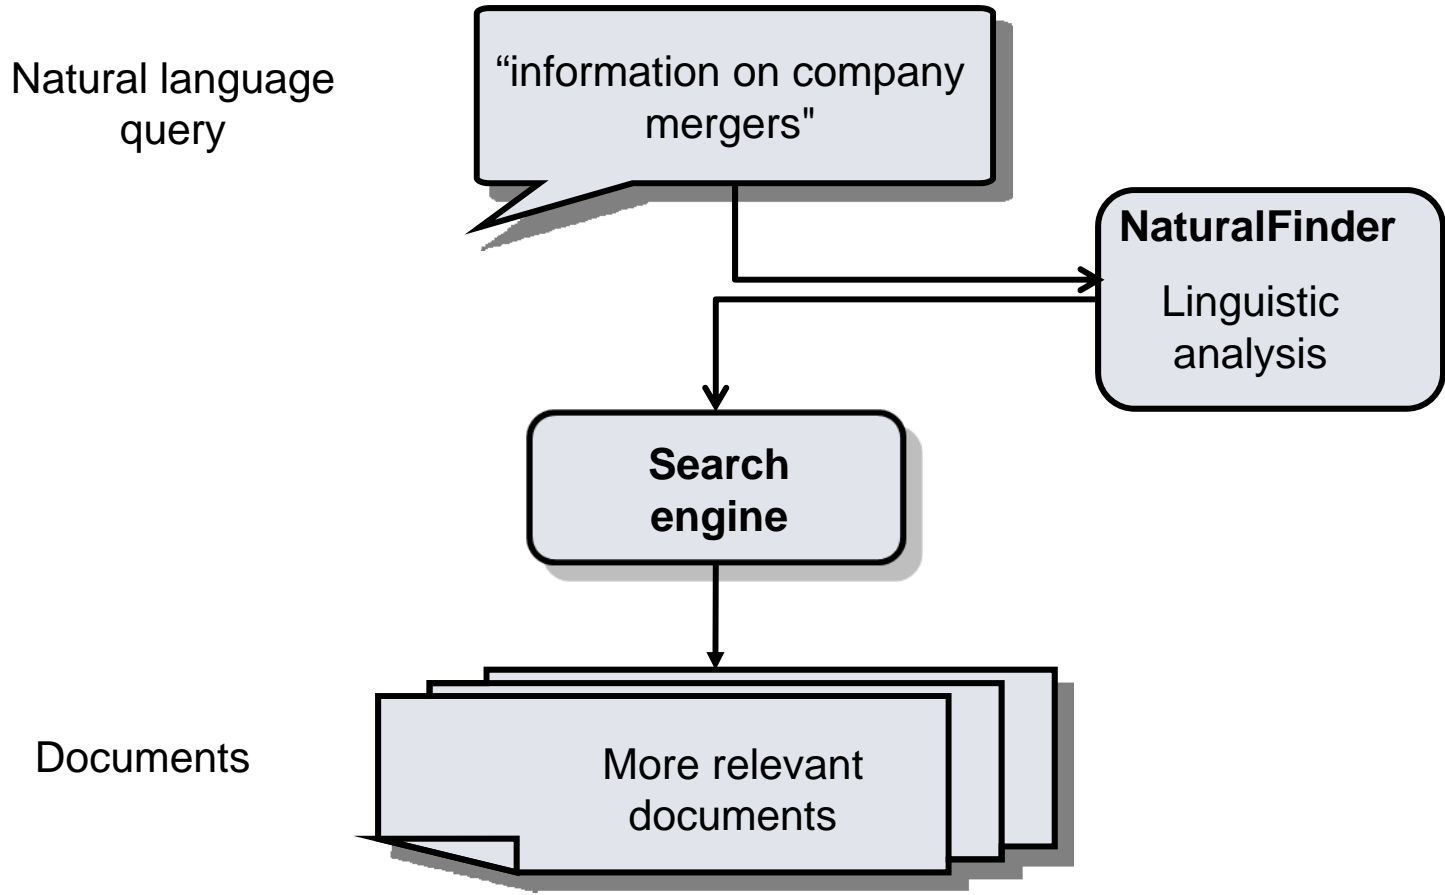 Natural language
query
“information on company
mergers"
NaturalFinder
Linguistic
analysis
Search
engine
Documents
More relevant
documents